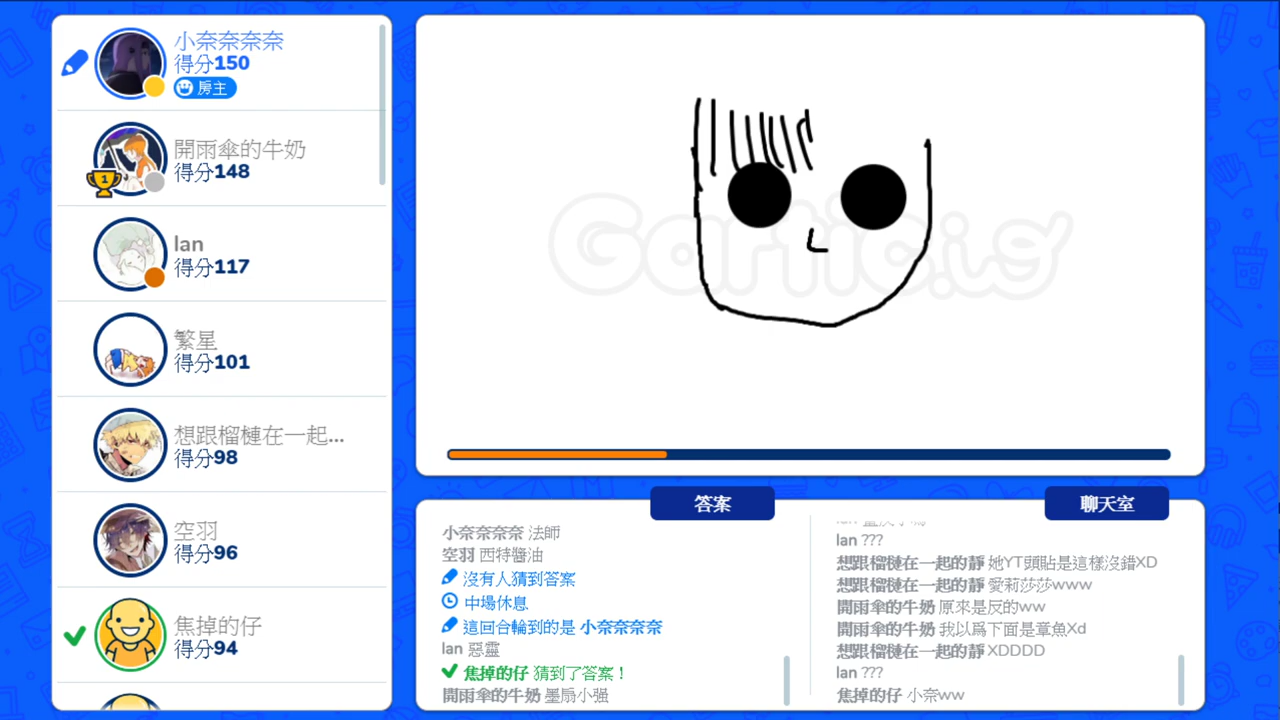 小奈奈奈奈
得分150
房主
開雨傘的牛奶
1
得分148
lan
得分117
繁星
得分101
想跟榴槤在一起...
得分98
空羽
得分96
焦掉的仔
得分94
Gartic.io
答案
小奈奈奈奈 法師
空羽 西特醬油
沒有人猜到答案
中場休息
這回合輪到的是 小奈奈奈奈
lan 惡靈
焦掉的仔 猜到了答案！
開雨傘的牛奶 墨扇小强
聊天室
lan ???
想跟榴槤在一起的靜 她YT頭貼是這樣沒錯XD
想跟榴槤在一起的靜 愛莉莎莎www
開雨傘的牛奶 原來是反的ww
開雨傘的牛奶 我以爲下面是章魚Xd
想跟榴槤在一起的靜 XDDDD
lan ???
焦掉的仔 小奈ww